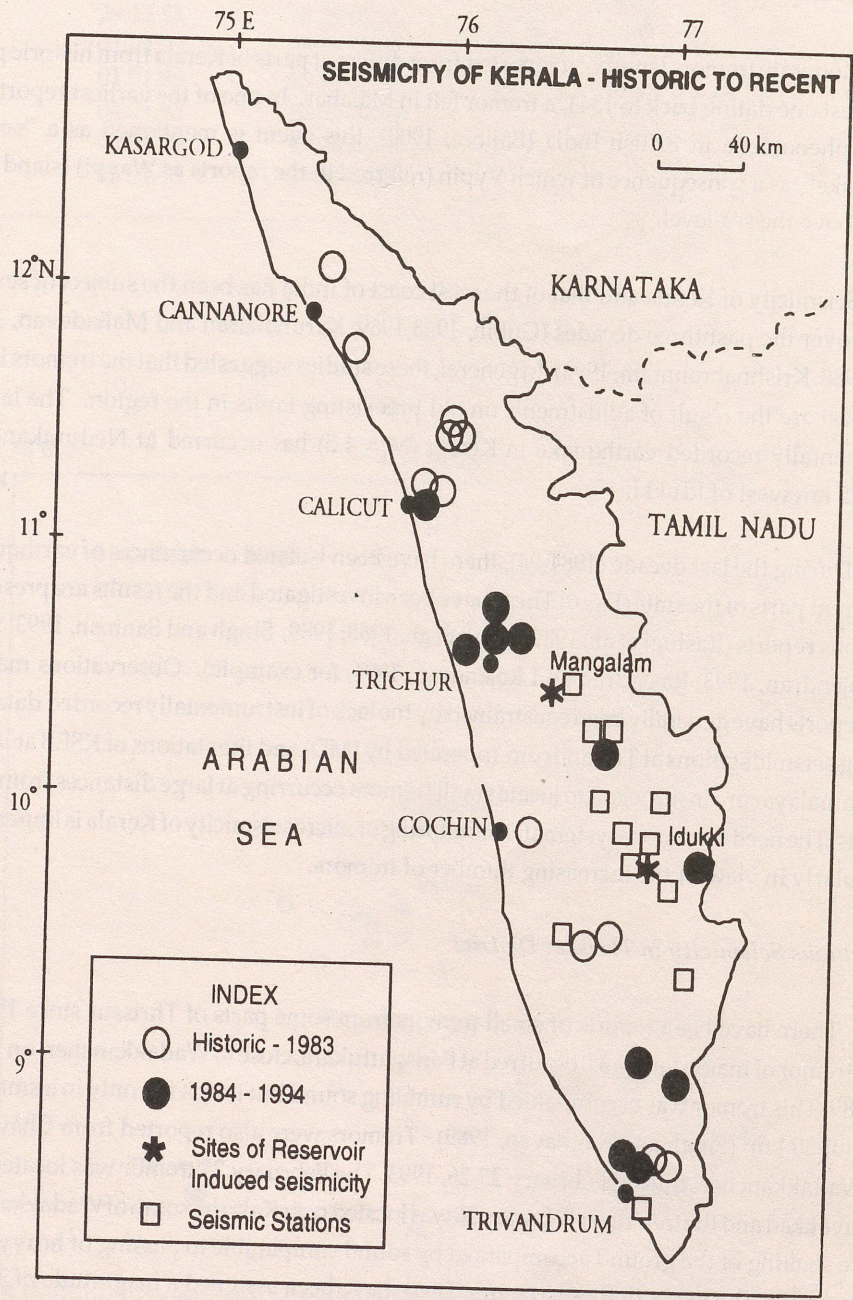 75 E
76
77
SEISMICITY OF KERALA - HISTORIC TO RECENT
KASARGOD
0 40 km
12°N
KARNATAKA
CANNANORE
CALICUT
11°
TAMIL NADU
Mangalam
TRICHUR
ARABIAN
SEA
10°
COCHIN
Idukki
INDEX
Historic - 1983
1984 - 1994
Sites of Reservoir
Induced seismicity
Seismic Stations
9°
TRIVANDRUM